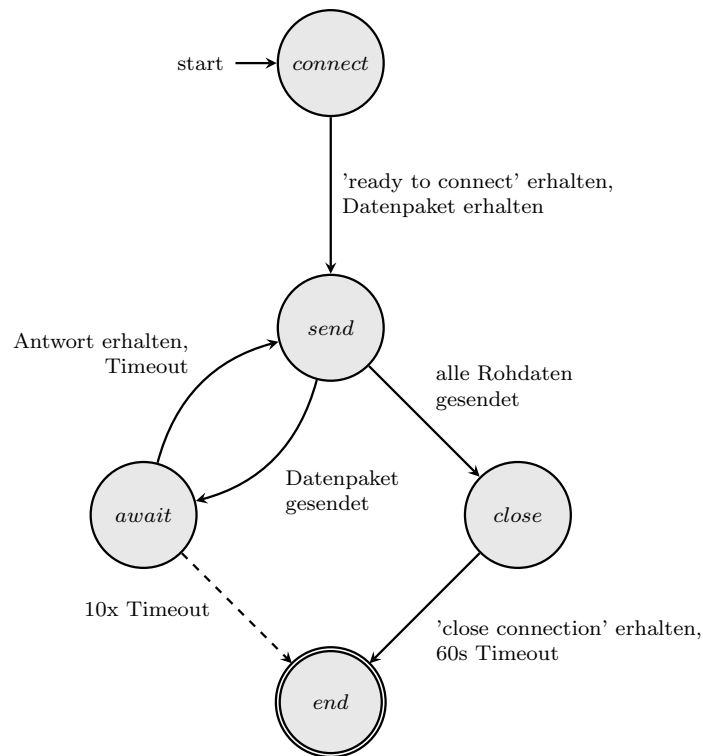 start
connect
'ready to connect' erhalten,
Datenpaket erhalten
send
Antwort erhalten,
Timeout
alle Rohdaten
gesendet
Datenpaket
gesendet
await
close
10x Timeout
'close connection' erhalten,
60s Timeout
end